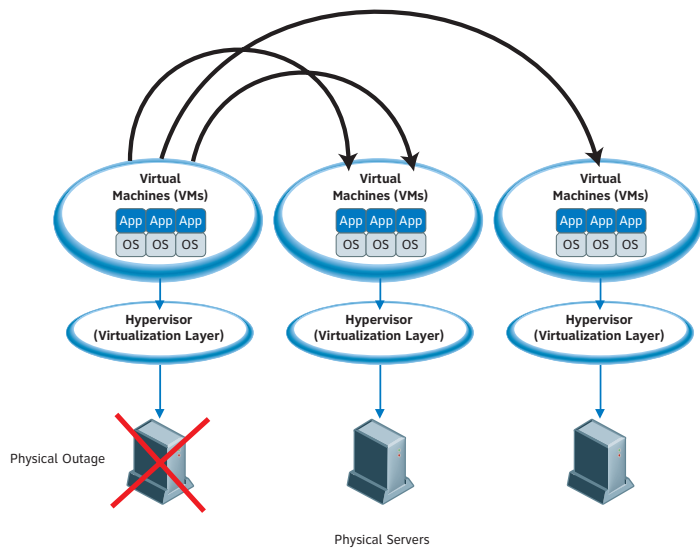 Virtual
Machines (VMs)
App App App
OS OS OS
Virtual
Machines (VMs)
App App App
OS OS OS
Virtual
Machines (VMs)
App App App
OS OS OS
Hypervisor
(Virtualization Layer)
Hypervisor
(Virtualization Layer)
Hypervisor
(Virtualization Layer)
Physical Outage
Physical Servers